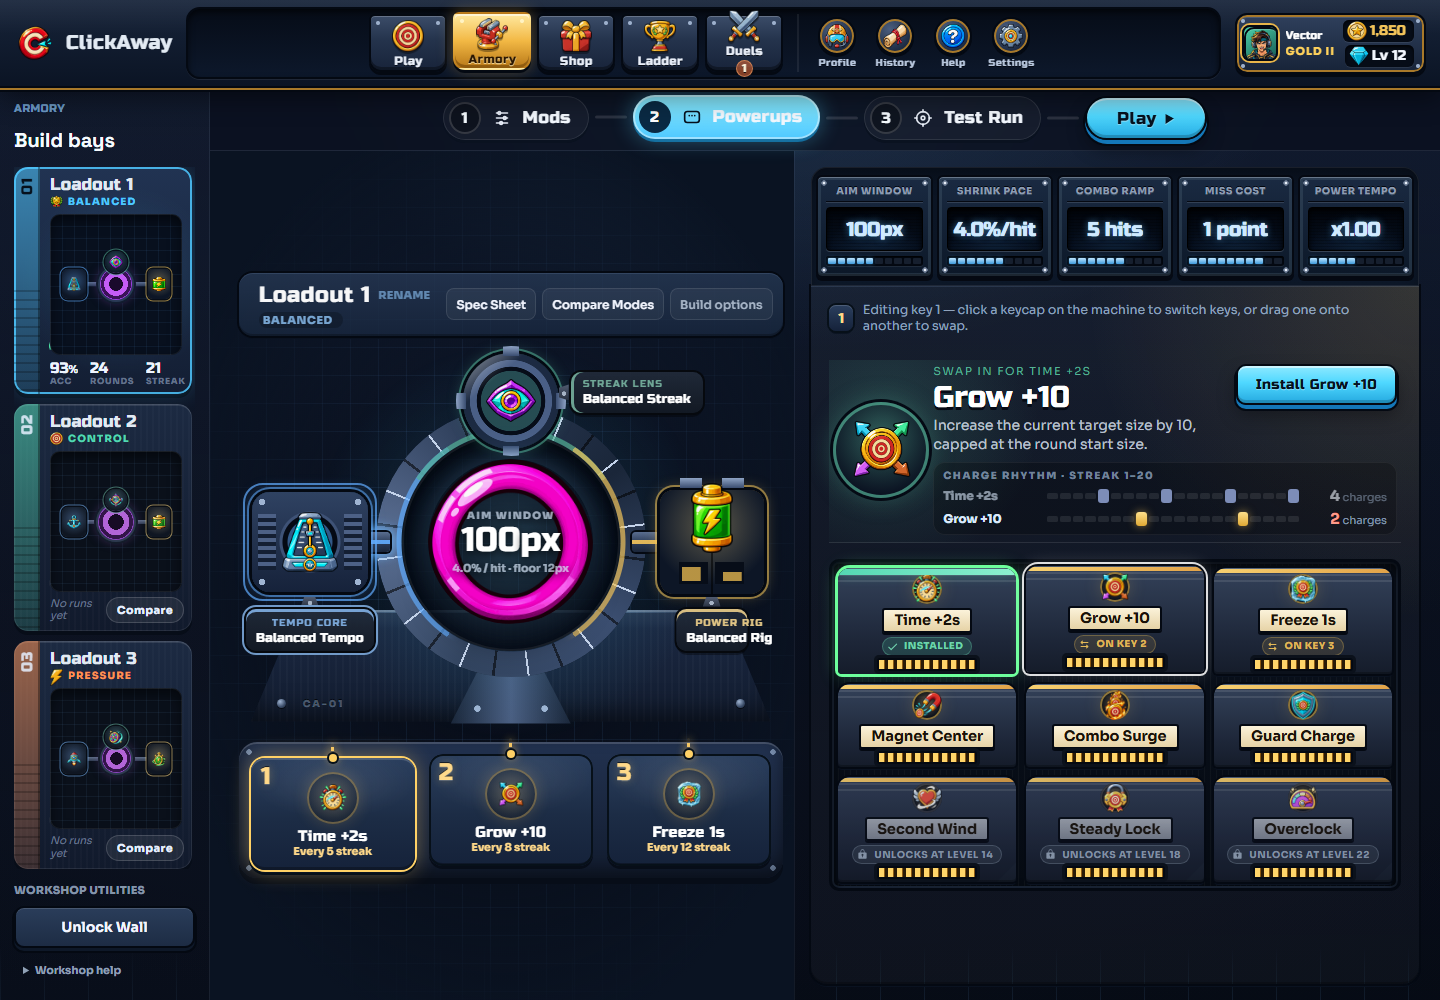 ClickAway
Play
Armory
Shop
Ladder
Duels
1
Profile
History
Help
Settings
Vector
GOLD II
1,850
Lv 12
ARMORY
Build bays
01
Loadout 1
BALANCED
93%
ACC
24
ROUNDS
21
STREAK
02
Loadout 2
CONTROL
No runs
yet
Compare
03
Loadout 3
PRESSURE
No runs
yet
Compare
WORKSHOP UTILITIES
Unlock Wall
Workshop help
1 Mods
2 Powerups
3 Test Run
Play
Loadout 1 RENAME
BALANCED
Spec Sheet
Compare Modes
Build options
STREAK LENS
Balanced Streak
AIM WINDOW
100px
4.0% / hit · floor 12px
TEMPO CORE
Balanced Tempo
POWER RIG
Balanced Rig
CA-01
1
Time +2s
Every 5 streak
2
Grow +10
Every 8 streak
3
Freeze 1s
Every 12 streak
AIM WINDOW
100px
SHRINK PACE
4.0%/hit
COMBO RAMP
5 hits
MISS COST
1 point
POWER TEMPO
x1.00
1
Editing key 1 — click a keycap on the machine to switch keys, or drag one onto
another to swap.
SWAP IN FOR TIME +2S
Grow +10
Increase the current target size by 10,
capped at the round start size.
Install Grow +10
CHARGE RHYTHM · STREAK 1–20
Time +2s 4 charges
Grow +10 2 charges
Time +2s
INSTALLED
Grow +10
ON KEY 2
Freeze 1s
ON KEY 3
Magnet Center
Combo Surge
Guard Charge
Second Wind
UNLOCKS AT LEVEL 14
Steady Lock
UNLOCKS AT LEVEL 18
Overclock
UNLOCKS AT LEVEL 22